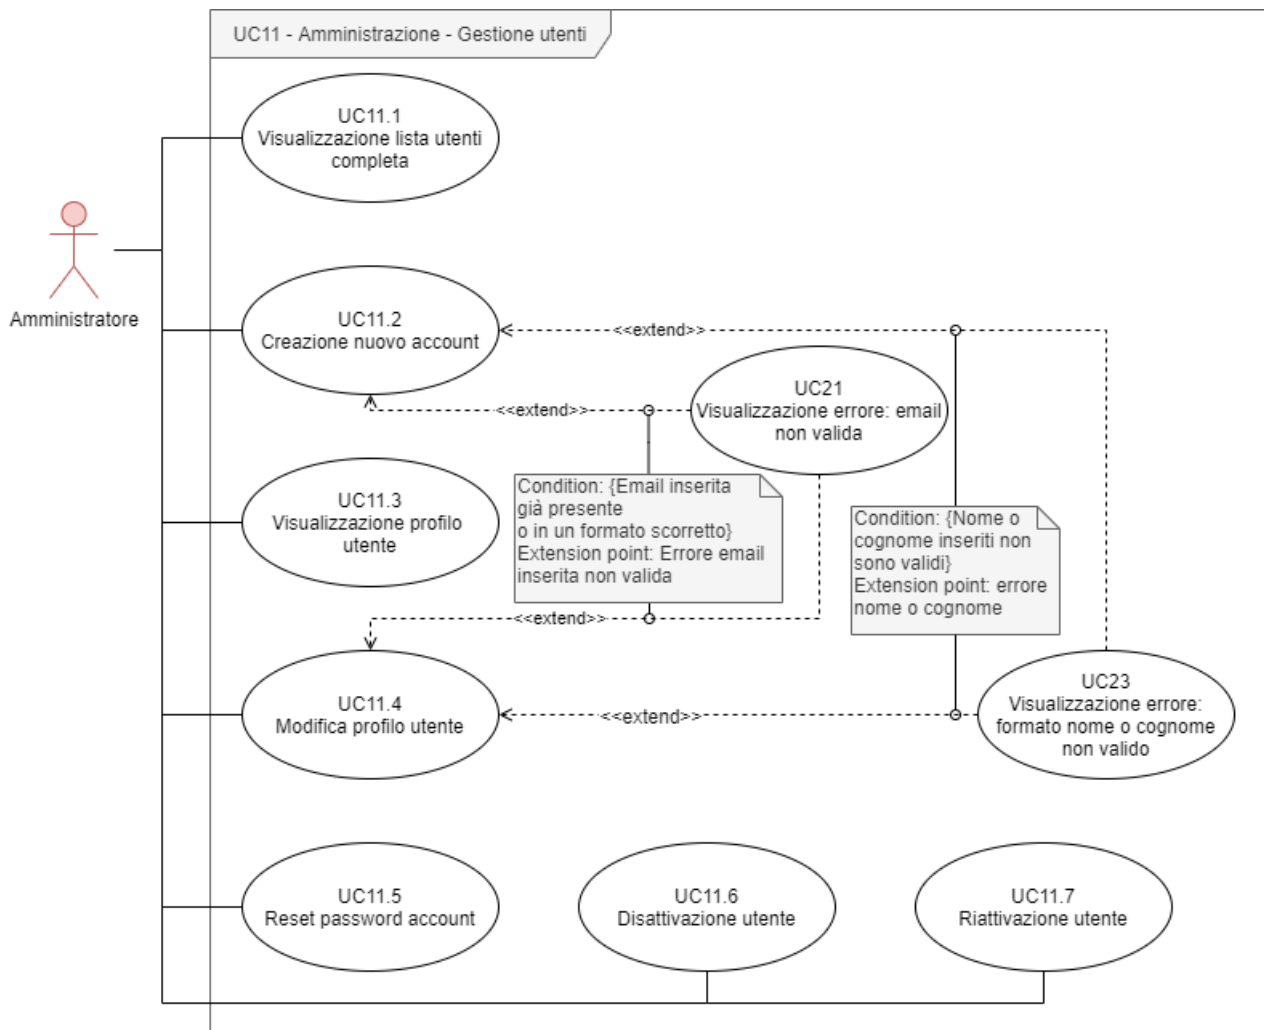 UC11 - Amministrazione - Gestione utenti
UC11.1
Visualizzazione lista utenti
completa
Amministratore
UC11.2
Creazione nuovo account
<<extend>>
UC21
Visualizzazione errore: email
non valida
<<extend>>
UC11.3
Visualizzazione profilo
utente
Condition: {Email inserita
già presente
o in un formato scorretto}
Extension point: Errore email
inserita non valida
Condition: {Nome o
cognome inseriti non
sono validi}
Extension point: errore
nome o cognome
<<extend>>
UC11.4
Modifica profilo utente
<<extend>>
UC23
Visualizzazione errore:
formato nome o cognome
non valido
UC11.5
Reset password account
UC11.6
Disattivazione utente
UC11.7
Riattivazione utente